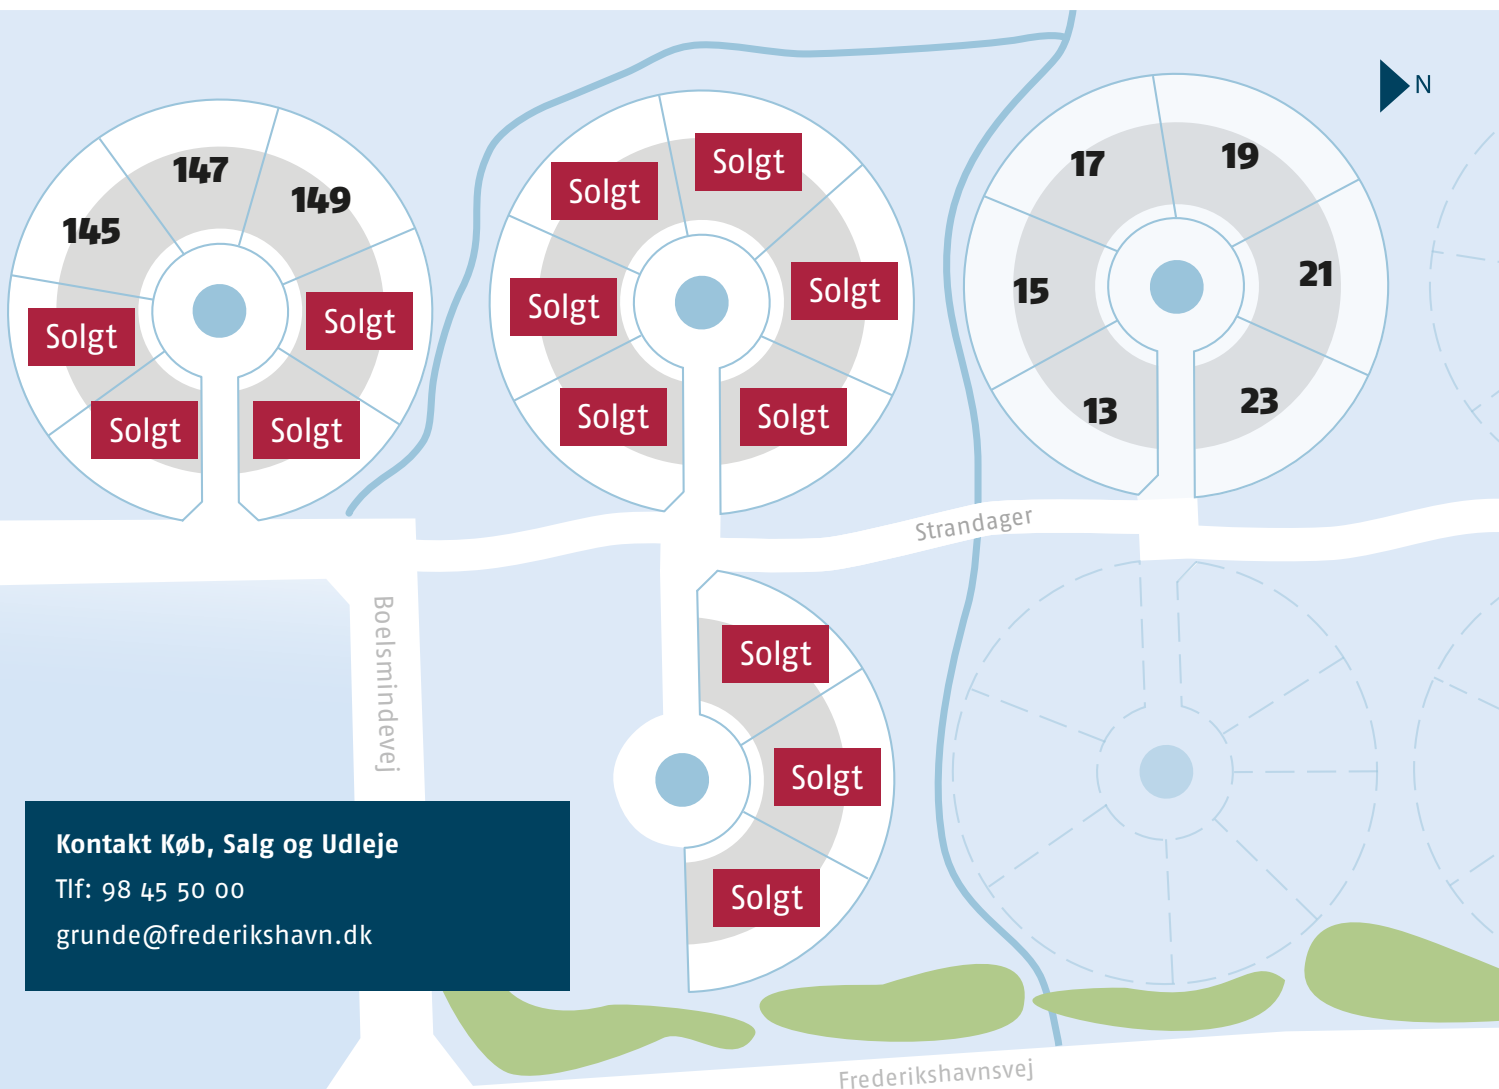 N
147
149
145
Solgt
Solgt
Solgt
Solgt
Solgt
Solgt
Solgt
Solgt
Solgt
Solgt
17
19
15
21
13
23
Strandager
Boelsmindevej
Solgt
Solgt
Solgt
Kontakt Køb, Salg og Udleje
Tlf: 98 45 50 00
grunde@frederikshavn.dk
Frederikshavnsvej